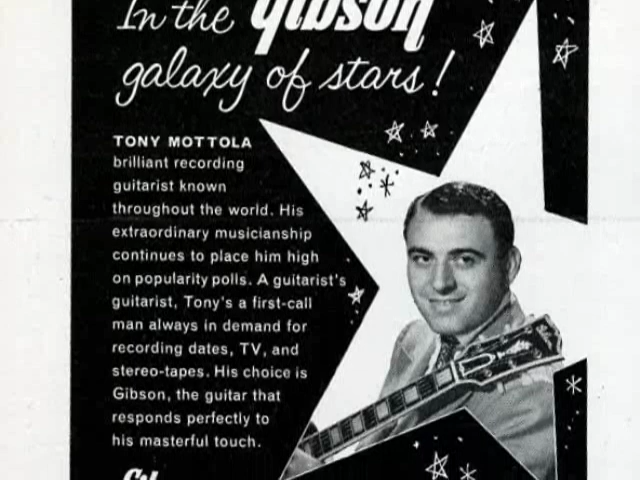 In the Gibson
galaxy of stars!
TONY MOTTOLA
brilliant recording
guitarist known
throughout the world. His
extraordinary musicianship
continues to place him high
on popularity polls. A guitarist's
guitarist, Tony's a first-call
man always in demand for
recording dates, TV, and
stereo-tapes. His choice is
Gibson, the guitar that
responds perfectly to
his masterful touch.